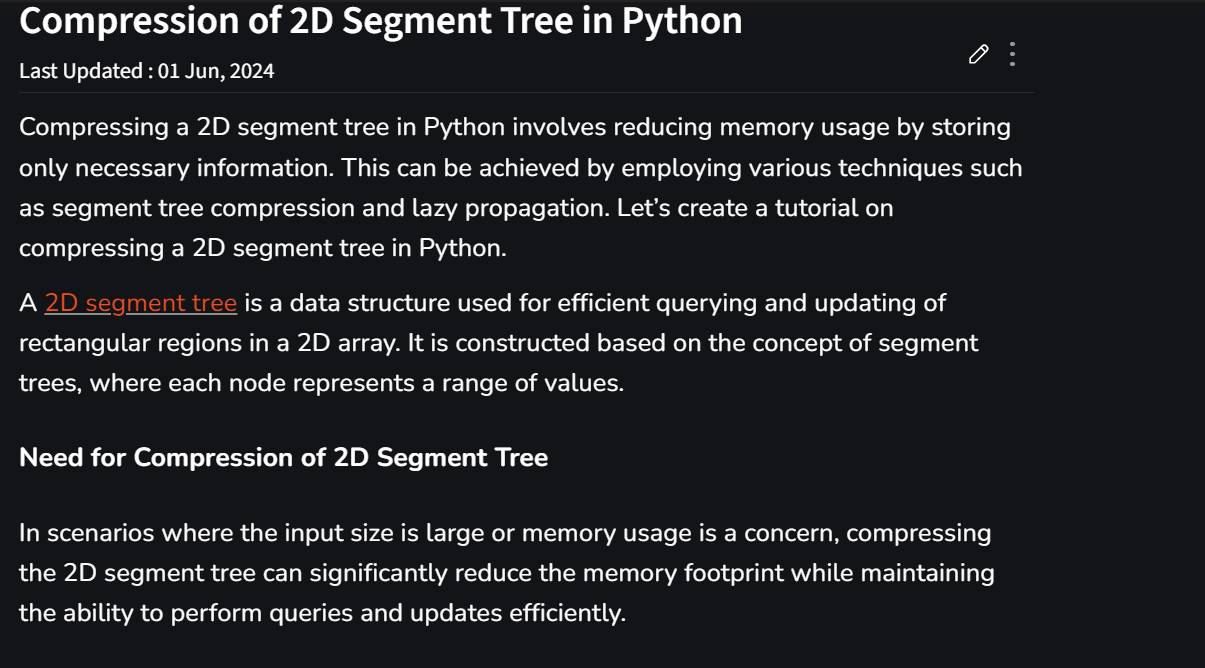 Compression of 2D Segment Tree in Python
Last Updated : 01 Jun, 2024
Compressing a 2D segment tree in Python involves reducing memory usage by storing
only necessary information. This can be achieved by employing various techniques such
as segment tree compression and lazy propagation. Let’s create a tutorial on
compressing a 2D segment tree in Python.
A 2D segment tree is a data structure used for efficient querying and updating of
rectangular regions in a 2D array. It is constructed based on the concept of segment
trees, where each node represents a range of values.
Need for Compression of 2D Segment Tree
In scenarios where the input size is large or memory usage is a concern, compressing
the 2D segment tree can significantly reduce the memory footprint while maintaining
the ability to perform queries and updates efficiently.